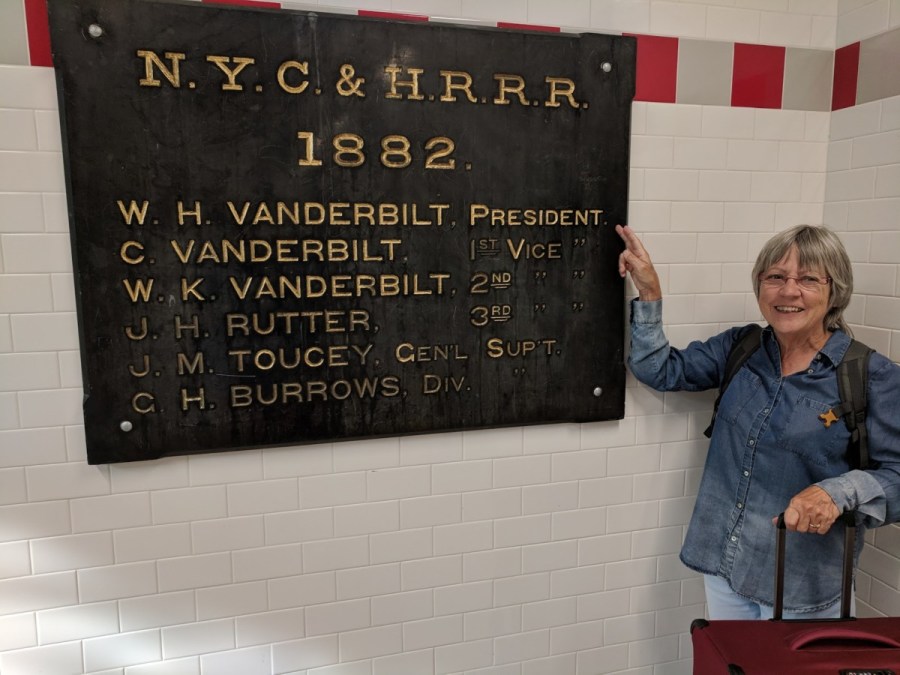 N.Y.C. & H.R.R.R.
1882.
W. H. VANDERBILT, PRESIDENT.
C. VANDERBILT, 1ST VICE "
W. K. VANDERBILT, 2ND " "
J. H. RUTTER, 3RD " "
J. M. TOUCEY, GEN'L SUP'T.
C. H. BURROWS, DIV. "